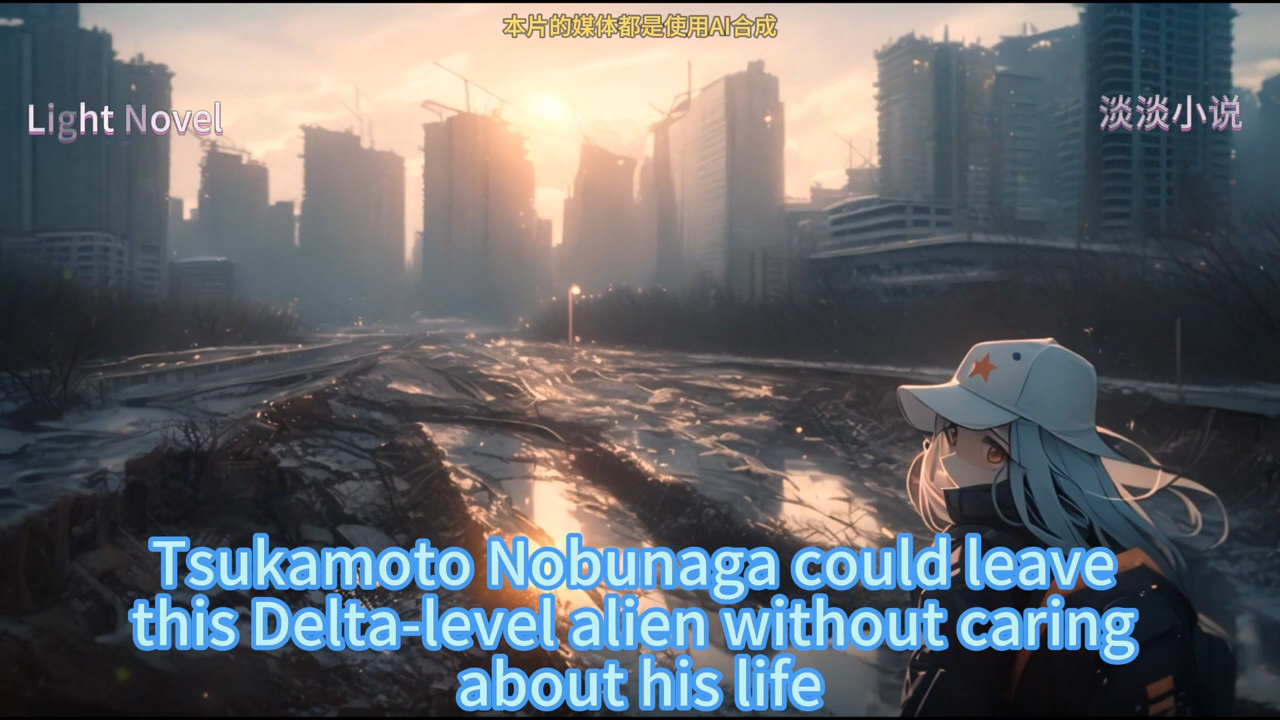 本片的媒体都是使用AI合成
Light Novel
淡淡小说
Tsukamoto Nobunaga could leave
this Delta-level alien without caring
about his life